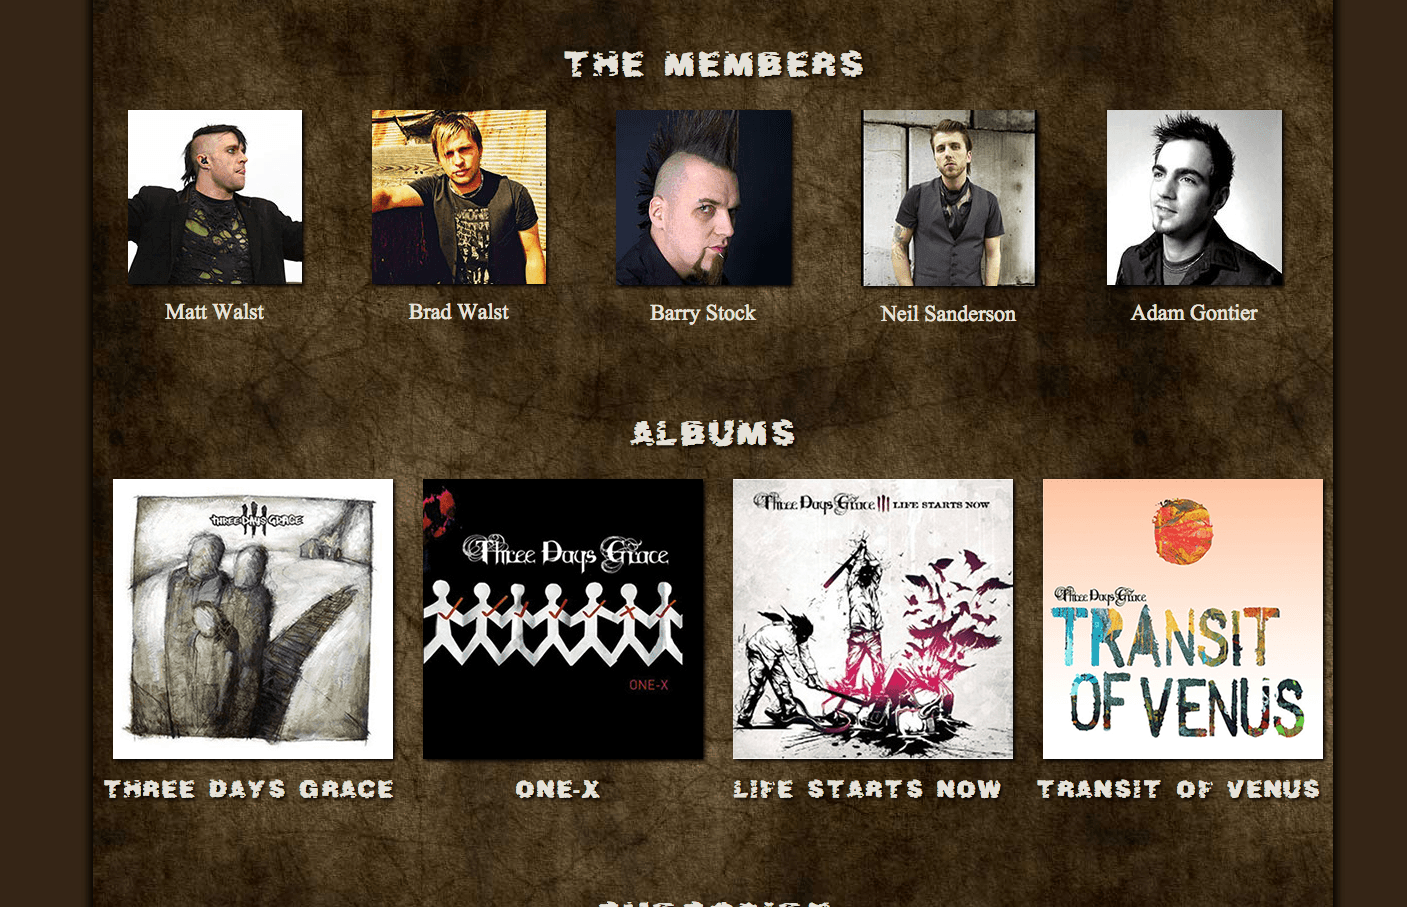 THE MEMBERS
Matt Walst
Brad Walst
Barry Stock
Neil Sanderson
Adam Gontier
ALBUMS
THREE DAYS GRACE
Three Days Grace
ONE-X
Three Days Grace LIFE STARTS NOW
Three Days Grace
TRANSIT
OF VENUS
THREE DAYS GRACE
ONE-X
LIFE STARTS NOW
TRANSIT OF VENUS